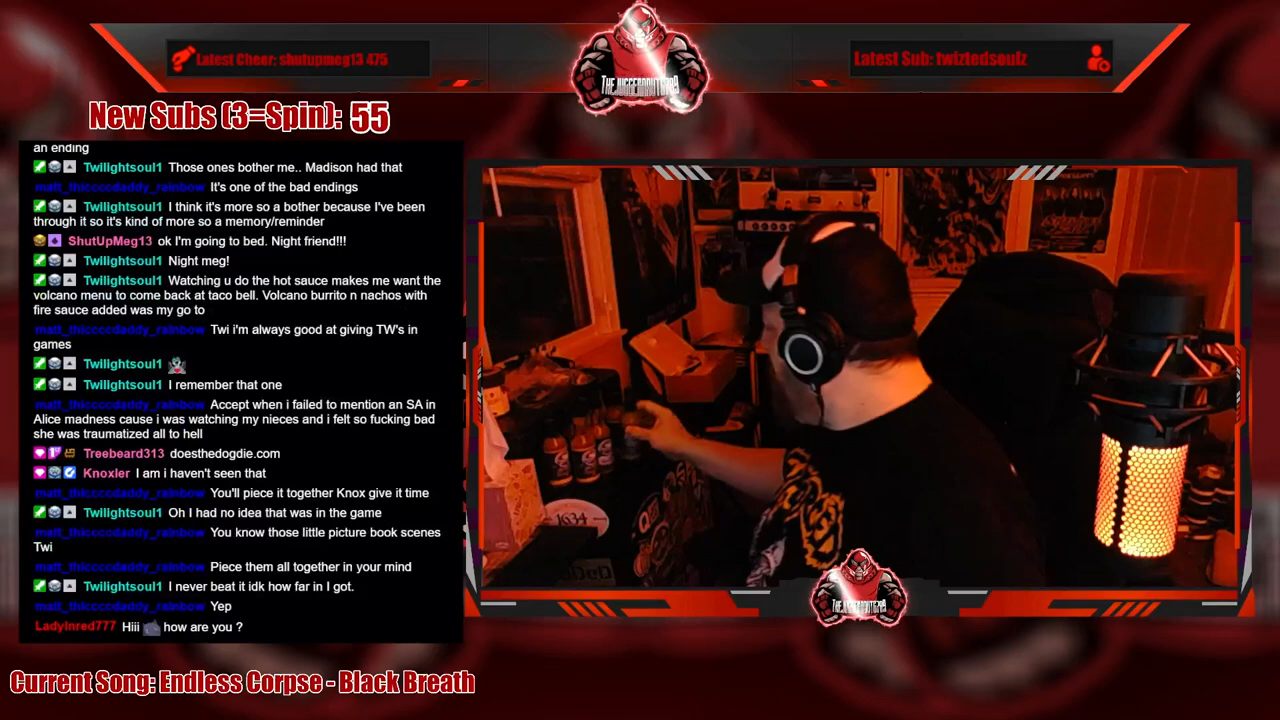 Latest Cheer: shutupmeg13 475
Latest Sub: twiztedsoulz
THEJUGGERNAUT6789
New Subs (3=Spin): 55
an ending
Twilightsoul1 Those ones bother me.. Madison had that
matt_thiccccdaddy_rainbow It's one of the bad endings
Twilightsoul1 I think it's more so a bother because I've been
through it so it's kind of more so a memory/reminder
ShutUpMeg13 ok I'm going to bed. Night friend!!!
Twilightsoul1 Night meg!
Twilightsoul1 Watching u do the hot sauce makes me want the
volcano menu to come back at taco bell. Volcano burrito n nachos with
fire sauce added was my go to
matt_thiccccdaddy_rainbow Twi i'm always good at giving TW's in
games
Twilightsoul1
Twilightsoul1 I remember that one
matt_thiccccdaddy_rainbow Accept when i failed to mention an SA in
Alice madness cause i was watching my nieces and i felt so fucking bad
she was traumatized all to hell
Treebeard313 doesthedogdie.com
Knoxler I am i haven't seen that
matt_thiccccdaddy_rainbow You'll piece it together Knox give it time
Twilightsoul1 Oh I had no idea that was in the game
matt_thiccccdaddy_rainbow You know those little picture book scenes
Twi
matt_thiccccdaddy_rainbow Piece them all together in your mind
Twilightsoul1 I never beat it idk how far in I got.
matt_thiccccdaddy_rainbow Yep
LadyInred777 Hiii how are you ?
1634
Current Song: Endless Corpse - Black Breath